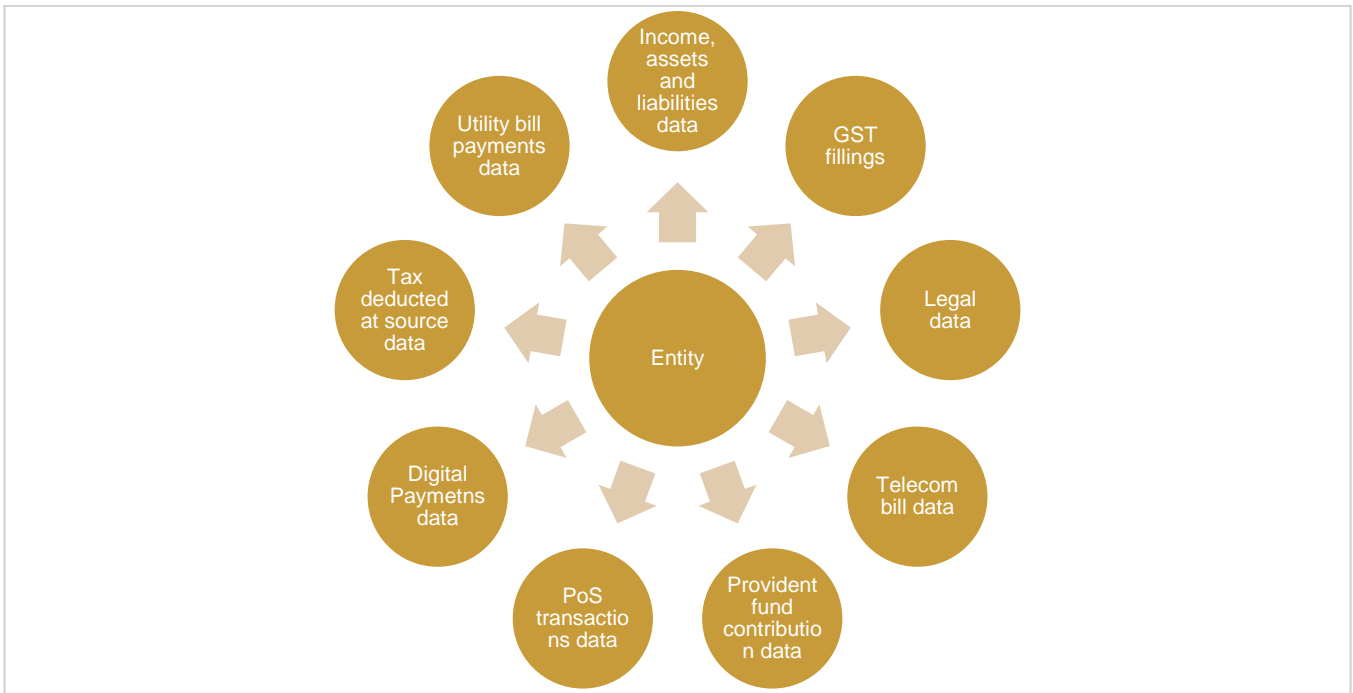 Income,
assets
and
liabilities
data
GST
fillings
Legal
data
Telecom
bill data
Provident
fund
contributio
n data
PoS
transactio
ns data
Digital
Paymetns
data
Tax
deducted
at source
data
Utility bill
payments
data
Entity